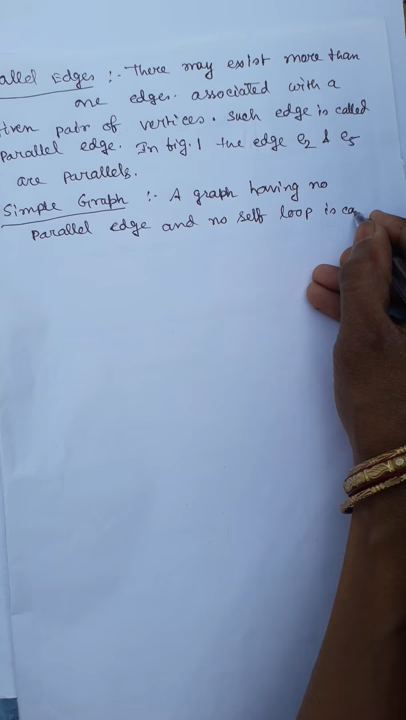 allel Edges :- There may exist more than
one edges. associated with a
given pair of vertices. such edge is called
Parallel edge. In fig. 1 the edge e2 & e5
are parallels.
Simple Graph :- A graph having no
Parallel edge and no self loop is ca